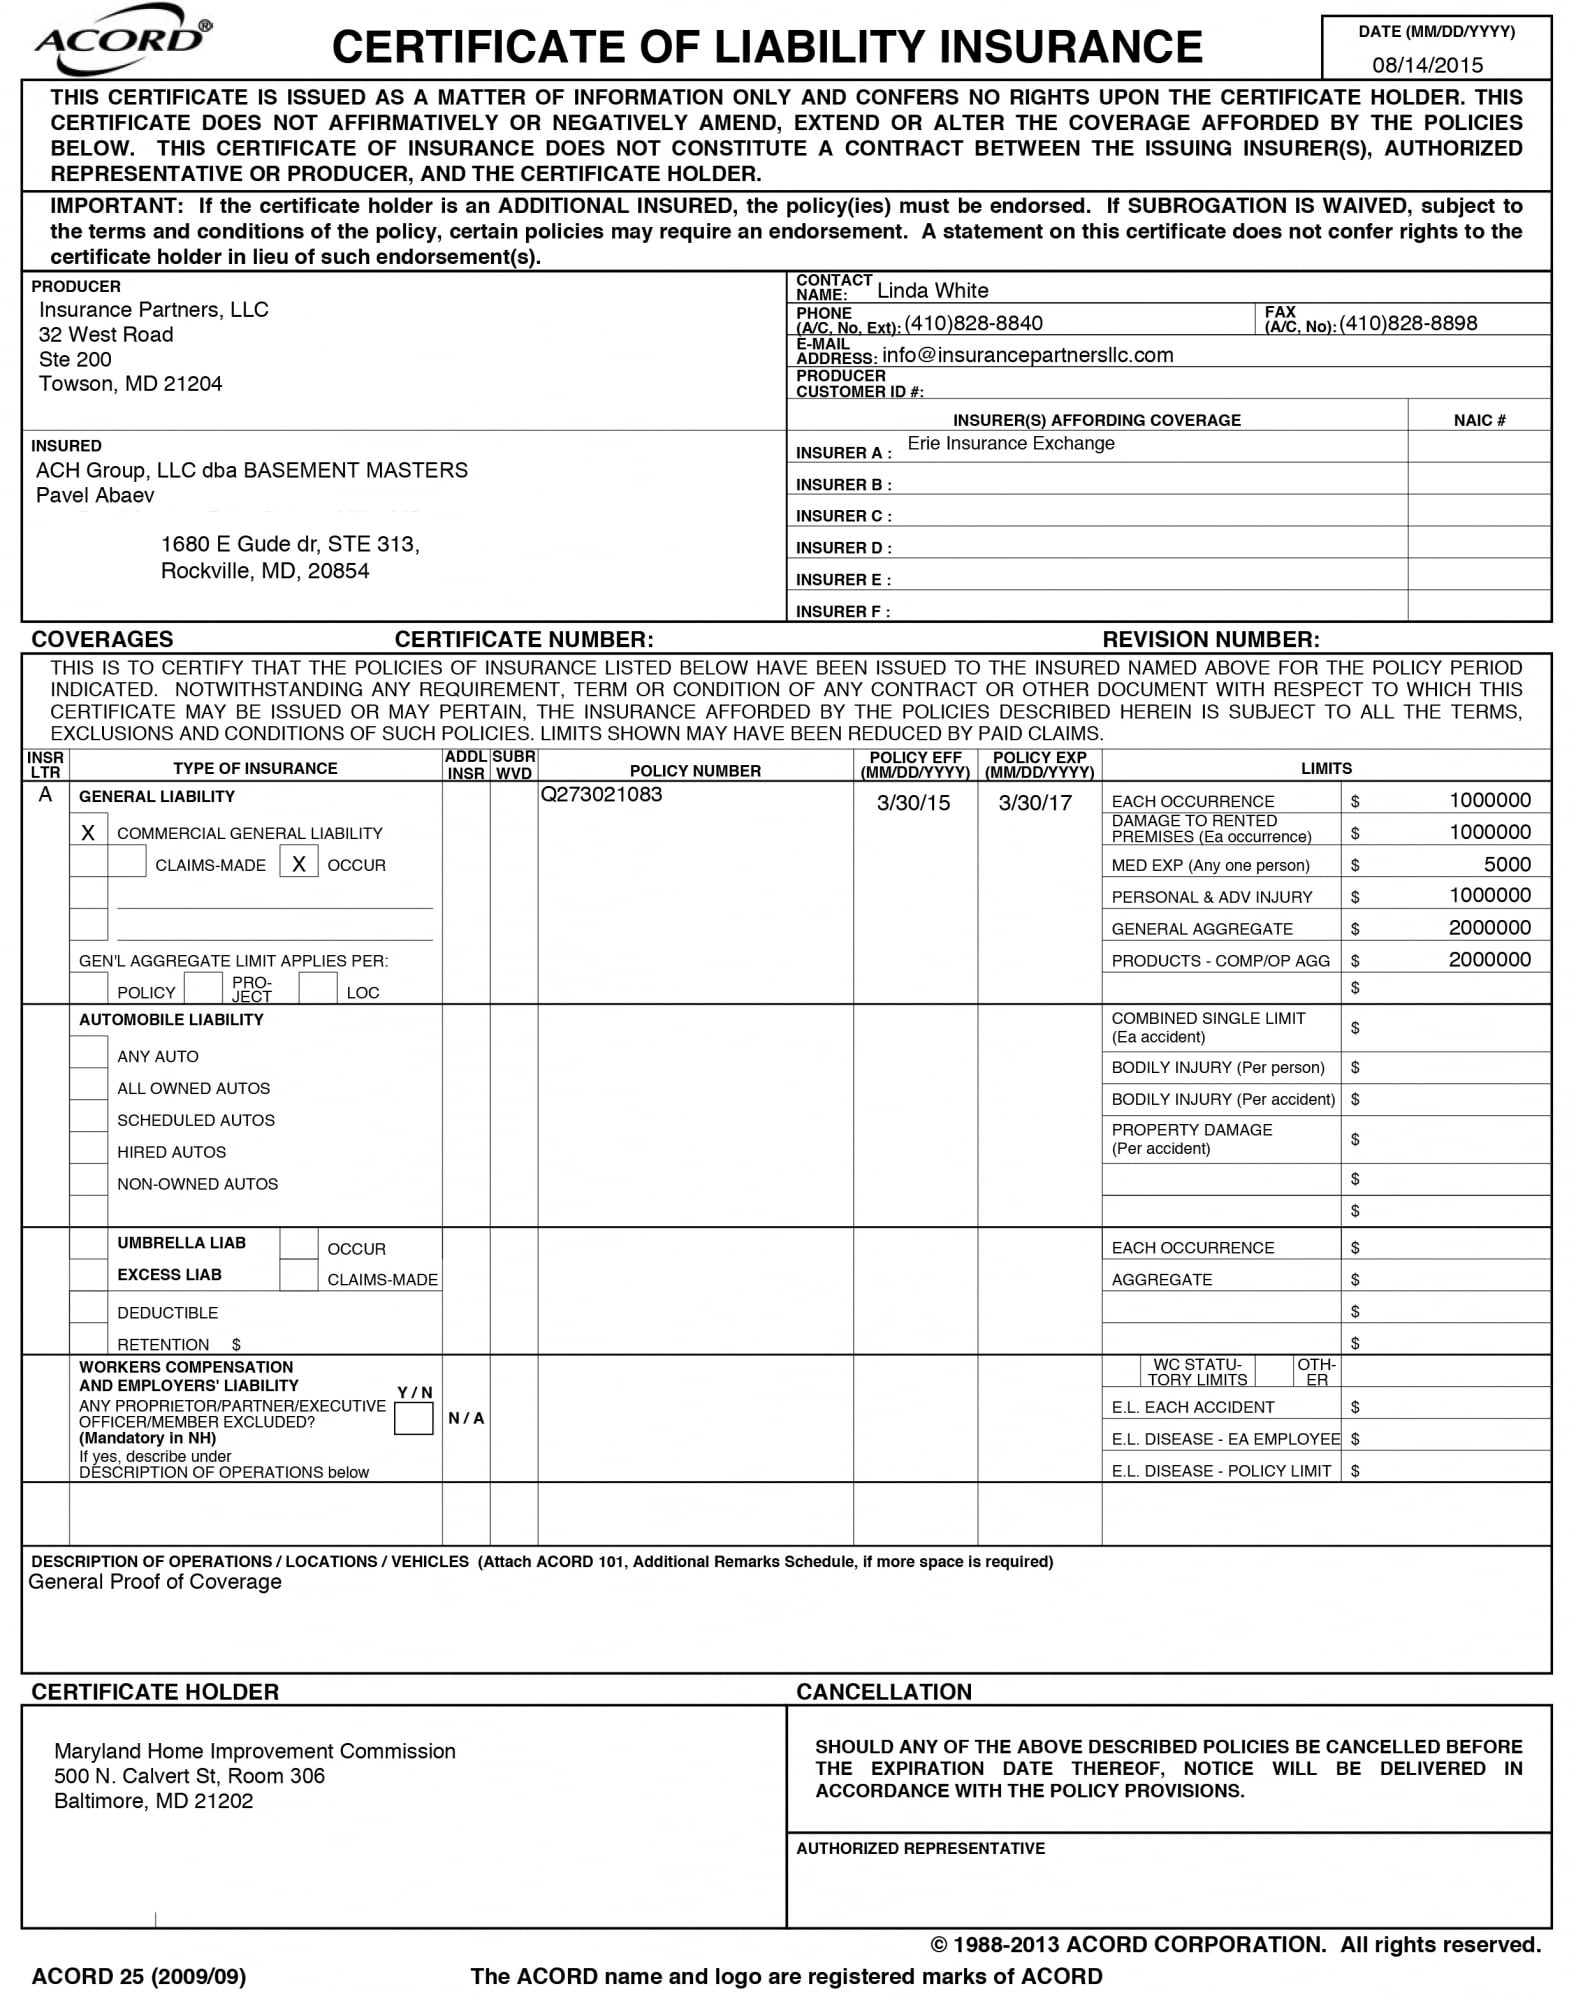 ACORD®
CERTIFICATE OF LIABILITY INSURANCE
DATE (MM/DD/YYYY)
08/14/2015
THIS CERTIFICATE IS ISSUED AS A MATTER OF INFORMATION ONLY AND CONFERS NO RIGHTS UPON THE CERTIFICATE HOLDER. THIS
CERTIFICATE DOES NOT AFFIRMATIVELY OR NEGATIVELY AMEND, EXTEND OR ALTER THE COVERAGE AFFORDED BY THE POLICIES
BELOW. THIS CERTIFICATE OF INSURANCE DOES NOT CONSTITUTE A CONTRACT BETWEEN THE ISSUING INSURER(S), AUTHORIZED
REPRESENTATIVE OR PRODUCER, AND THE CERTIFICATE HOLDER.
IMPORTANT: If the certificate holder is an ADDITIONAL INSURED, the policy(ies) must be endorsed. If SUBROGATION IS WAIVED, subject to
the terms and conditions of the policy, certain policies may require an endorsement. A statement on this certificate does not confer rights to the
certificate holder in lieu of such endorsement(s).
PRODUCER
Insurance Partners, LLC
32 West Road
Ste 200
Towson, MD 21204
CONTACT
NAME: Linda White
PHONE
(A/C, No, Ext): (410)828-8840
FAX
(A/C, No): (410)828-8898
E-MAIL
ADDRESS: info@insurancepartnersllc.com
PRODUCER
CUSTOMER ID #:
INSURER(S) AFFORDING COVERAGE NAIC #
INSURED
ACH Group, LLC dba BASEMENT MASTERS
Pavel Abaev
1680 E Gude dr, STE 313,
Rockville, MD, 20854
INSURER A : Erie Insurance Exchange
INSURER B :
INSURER C :
INSURER D :
INSURER E :
INSURER F :
COVERAGES CERTIFICATE NUMBER: REVISION NUMBER:
THIS IS TO CERTIFY THAT THE POLICIES OF INSURANCE LISTED BELOW HAVE BEEN ISSUED TO THE INSURED NAMED ABOVE FOR THE POLICY PERIOD
INDICATED. NOTWITHSTANDING ANY REQUIREMENT, TERM OR CONDITION OF ANY CONTRACT OR OTHER DOCUMENT WITH RESPECT TO WHICH THIS
CERTIFICATE MAY BE ISSUED OR MAY PERTAIN, THE INSURANCE AFFORDED BY THE POLICIES DESCRIBED HEREIN IS SUBJECT TO ALL THE TERMS,
EXCLUSIONS AND CONDITIONS OF SUCH POLICIES. LIMITS SHOWN MAY HAVE BEEN REDUCED BY PAID CLAIMS.
INSR
LTR
TYPE OF INSURANCE
ADDL
INSR
SUBR
WVD
POLICY NUMBER
POLICY EFF
(MM/DD/YYYY)
POLICY EXP
(MM/DD/YYYY)
LIMITS
A
GENERAL LIABILITY
X COMMERCIAL GENERAL LIABILITY
CLAIMS-MADE X OCCUR
GEN'L AGGREGATE LIMIT APPLIES PER:
POLICY
PRO-
JECT
LOC
Q273021083
3/30/15
3/30/17
EACH OCCURRENCE $ 1000000
DAMAGE TO RENTED
PREMISES (Ea occurrence) $ 1000000
MED EXP (Any one person) $ 5000
PERSONAL & ADV INJURY $ 1000000
GENERAL AGGREGATE $ 2000000
PRODUCTS - COMP/OP AGG $ 2000000
$
AUTOMOBILE LIABILITY
ANY AUTO
ALL OWNED AUTOS
SCHEDULED AUTOS
HIRED AUTOS
NON-OWNED AUTOS
COMBINED SINGLE LIMIT
(Ea accident) $
BODILY INJURY (Per person) $
BODILY INJURY (Per accident) $
PROPERTY DAMAGE
(Per accident) $
$
$
UMBRELLA LIAB OCCUR
EXCESS LIAB CLAIMS-MADE
DEDUCTIBLE
RETENTION $
EACH OCCURRENCE $
AGGREGATE $
$
$
WORKERS COMPENSATION
AND EMPLOYERS' LIABILITY
Y / N
ANY PROPRIETOR/PARTNER/EXECUTIVE
OFFICER/MEMBER EXCLUDED?
(Mandatory in NH)
If yes, describe under
DESCRIPTION OF OPERATIONS below
N / A
WC STATU-
TORY LIMITS
OTH-
ER
E.L. EACH ACCIDENT $
E.L. DISEASE - EA EMPLOYEE $
E.L. DISEASE - POLICY LIMIT $
DESCRIPTION OF OPERATIONS / LOCATIONS / VEHICLES (Attach ACORD 101, Additional Remarks Schedule, if more space is required)
General Proof of Coverage
CERTIFICATE HOLDER
Maryland Home Improvement Commission
500 N. Calvert St, Room 306
Baltimore, MD 21202
CANCELLATION
SHOULD ANY OF THE ABOVE DESCRIBED POLICIES BE CANCELLED BEFORE
THE EXPIRATION DATE THEREOF, NOTICE WILL BE DELIVERED IN
ACCORDANCE WITH THE POLICY PROVISIONS.
AUTHORIZED REPRESENTATIVE
© 1988-2013 ACORD CORPORATION. All rights reserved.
ACORD 25 (2009/09)
The ACORD name and logo are registered marks of ACORD